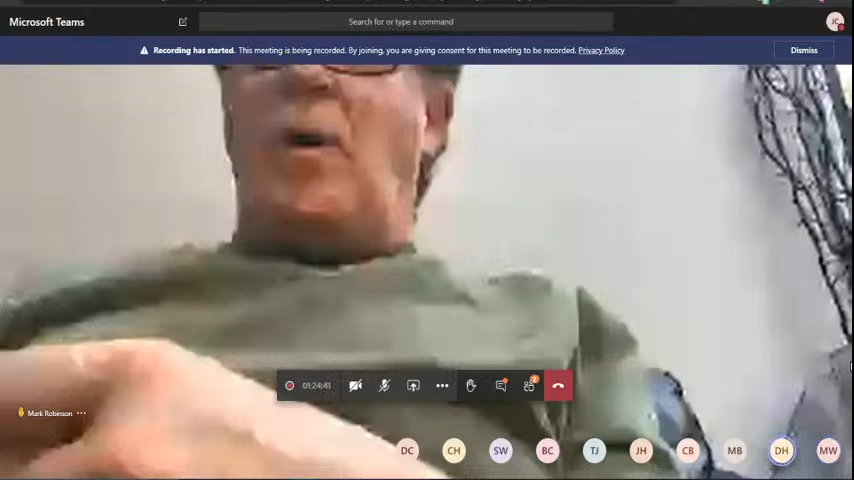 Microsoft Teams
Search for or type a command
JC
Recording has started. This meeting is being recorded. By joining, you are giving consent for this meeting to be recorded. Privacy Policy
Dismiss
01:24:41
Mark Robinson
DC CH SW BC TJ JH CB MB DH MW